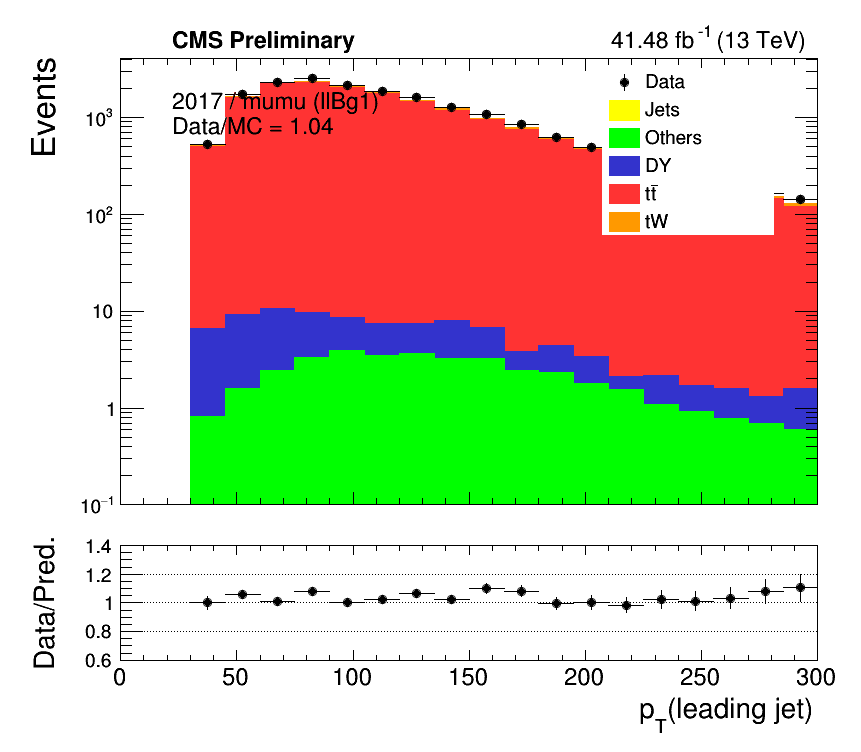 CMS Preliminary
41.48 fb⁻¹ (13 TeV)
Events
2017 / mumu (llBg1)
Data/MC = 1.04
Data
Jets
Others
DY
tt̄
tW
10³
10²
10
1
10⁻¹
Data/Pred.
1.4
1.2
1
0.8
0.6
0 50 100 150 200 250 300
p_T(leading jet)